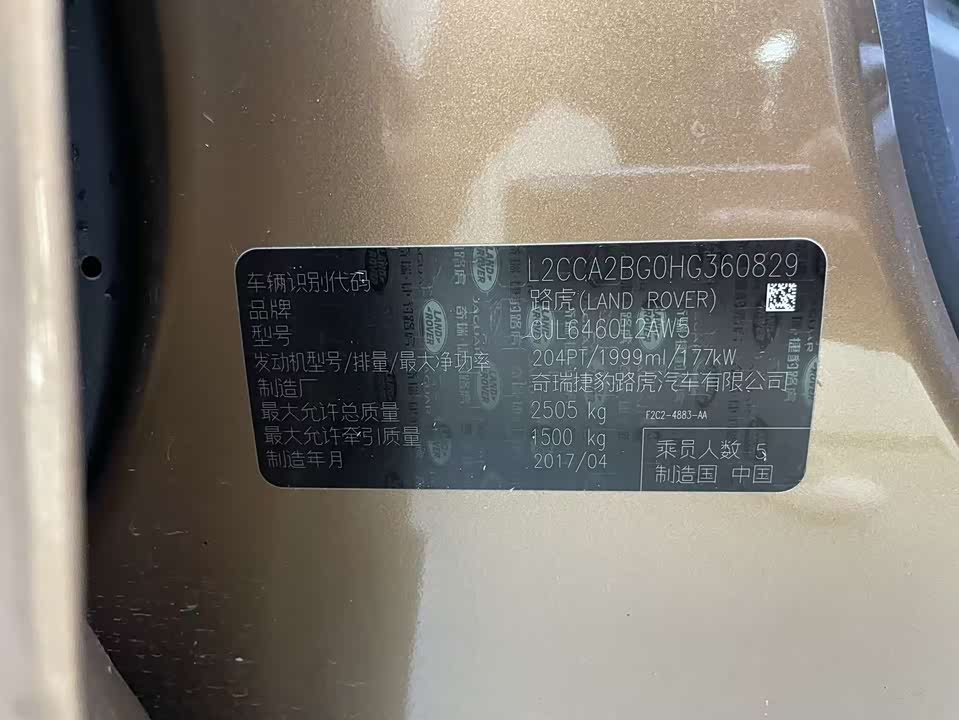 车辆识别代码 L2CCA2BG0HG360829
品牌 路虎(LAND ROVER)
型号 CJL6460L2AW5
发动机型号/排量/最大净功率 204PT/1999ml/177kW
制造厂 奇瑞捷豹路虎汽车有限公司
最大允许总质量 2505 kg F2C2-4883-AA
最大允许牵引质量 1500 kg
制造年月 2017/04
乘员人数 5
制造国 中国